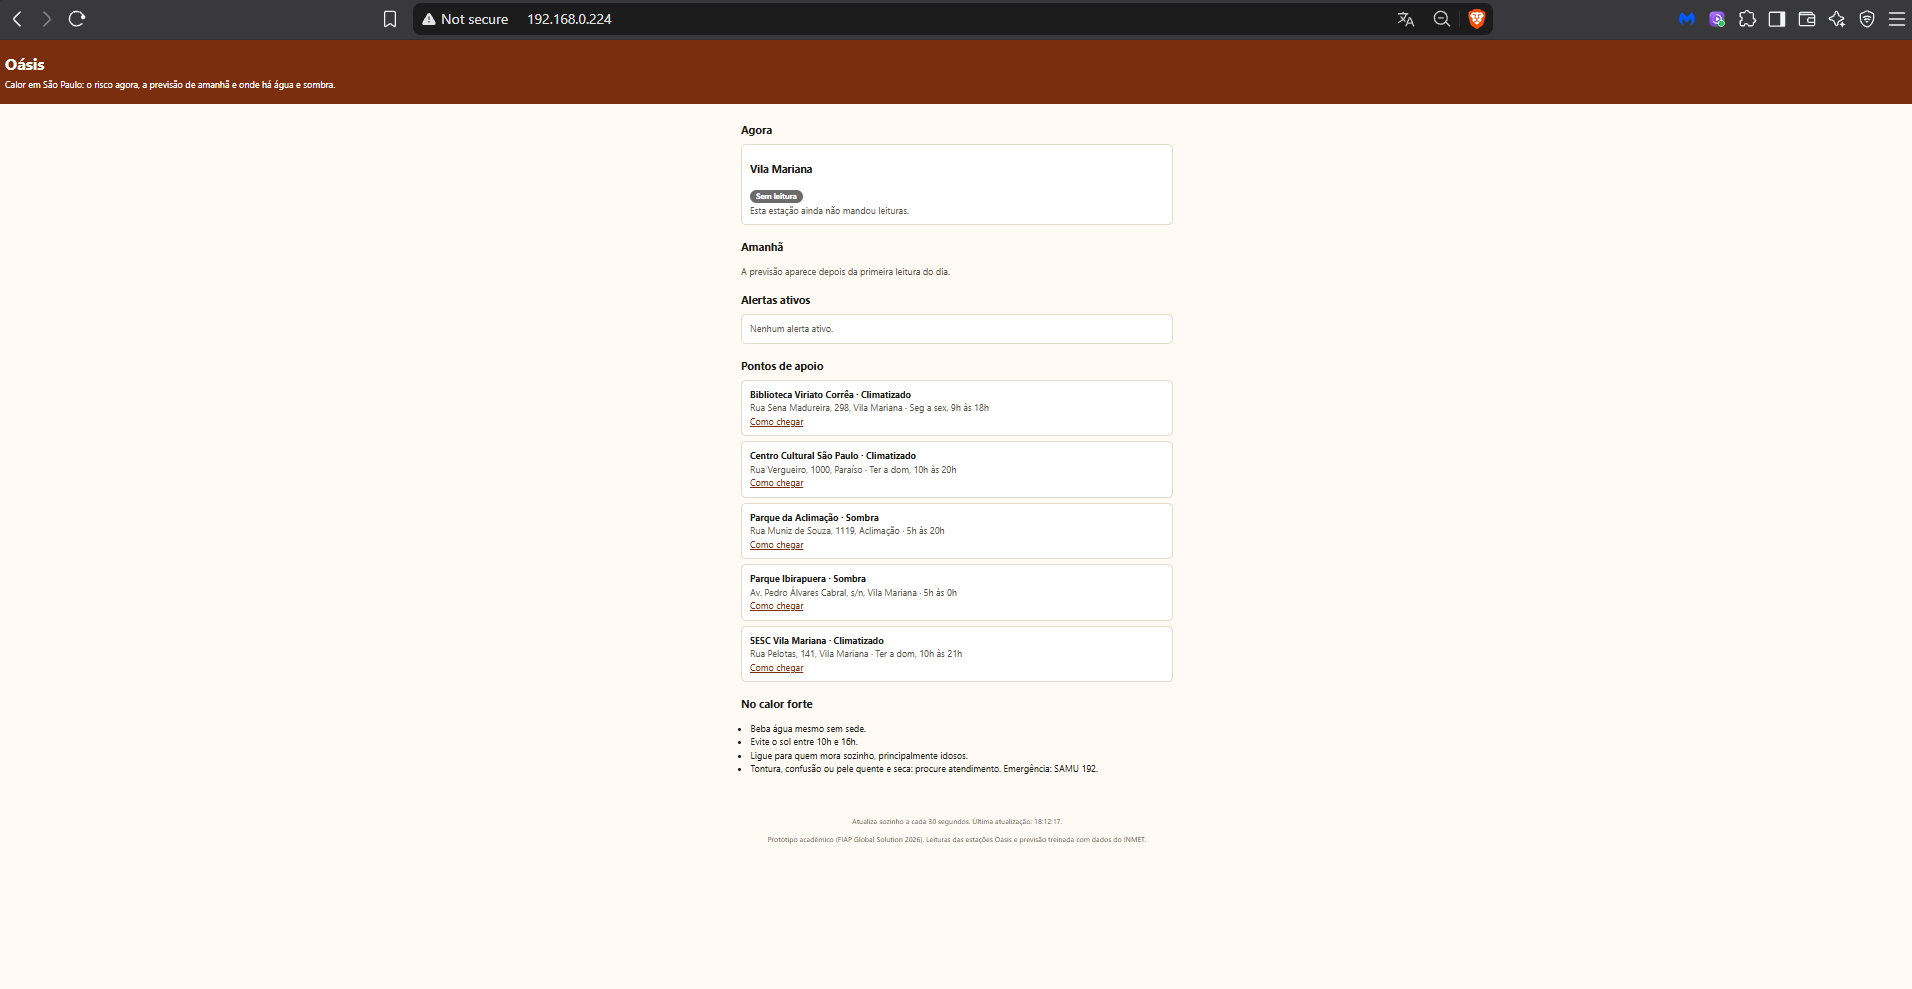 Not secure 192.168.0.224
Oásis
Calor em São Paulo: o risco agora, a previsão de amanhã e onde há água e sombra.
Agora
Vila Mariana
Sem leitura
Esta estação ainda não mandou leituras.
Amanhã
A previsão aparece depois da primeira leitura do dia.
Alertas ativos
Nenhum alerta ativo.
Pontos de apoio
Biblioteca Viriato Corrêa · Climatizado
Rua Sena Madureira, 298, Vila Mariana · Seg a sex, 9h às 18h
Como chegar
Centro Cultural São Paulo · Climatizado
Rua Vergueiro, 1000, Paraíso · Ter a dom, 10h às 20h
Como chegar
Parque da Aclimação · Sombra
Rua Muniz de Souza, 1119, Aclimação · 5h às 20h
Como chegar
Parque Ibirapuera · Sombra
Av. Pedro Álvares Cabral, s/n, Vila Mariana · 5h às 0h
Como chegar
SESC Vila Mariana · Climatizado
Rua Pelotas, 141, Vila Mariana · Ter a dom, 10h às 21h
Como chegar
No calor forte
• Beba água mesmo sem sede.
• Evite o sol entre 10h e 16h.
• Ligue para quem mora sozinho, principalmente idosos.
• Tontura, confusão ou pele quente e seca: procure atendimento. Emergência: SAMU 192.
Atualiza sozinho a cada 30 segundos. Última atualização: 18:12:17.
Protótipo acadêmico (FIAP Global Solution 2026). Leituras das estações Oásis e previsão treinada com dados do INMET.